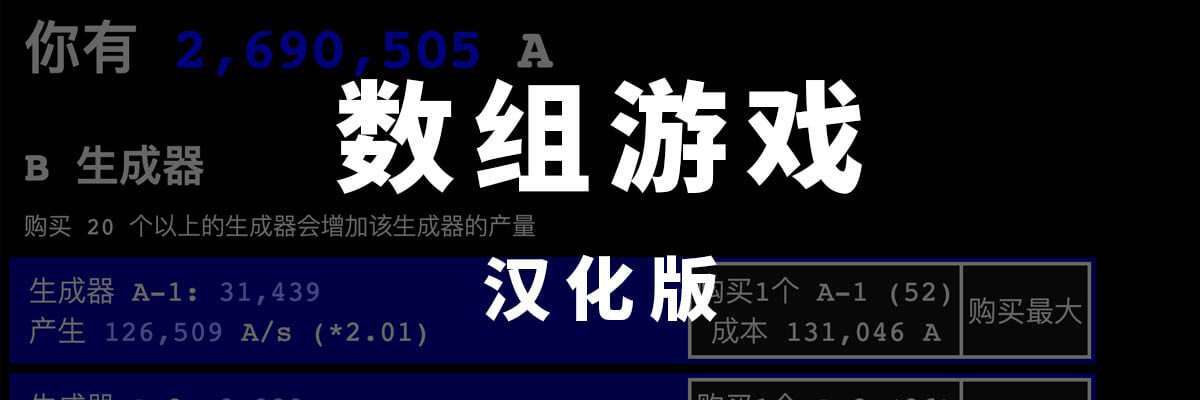 你有 2,690,505 A
数组游戏
B 生成器
购买 20 个以上的生成器会增加该生成器的产量
汉化版
生成器 A-1: 31,439
产生 126,509 A/s (*2.01)
购买1个 A-1 (52)
成本 131,046 A
购买最大